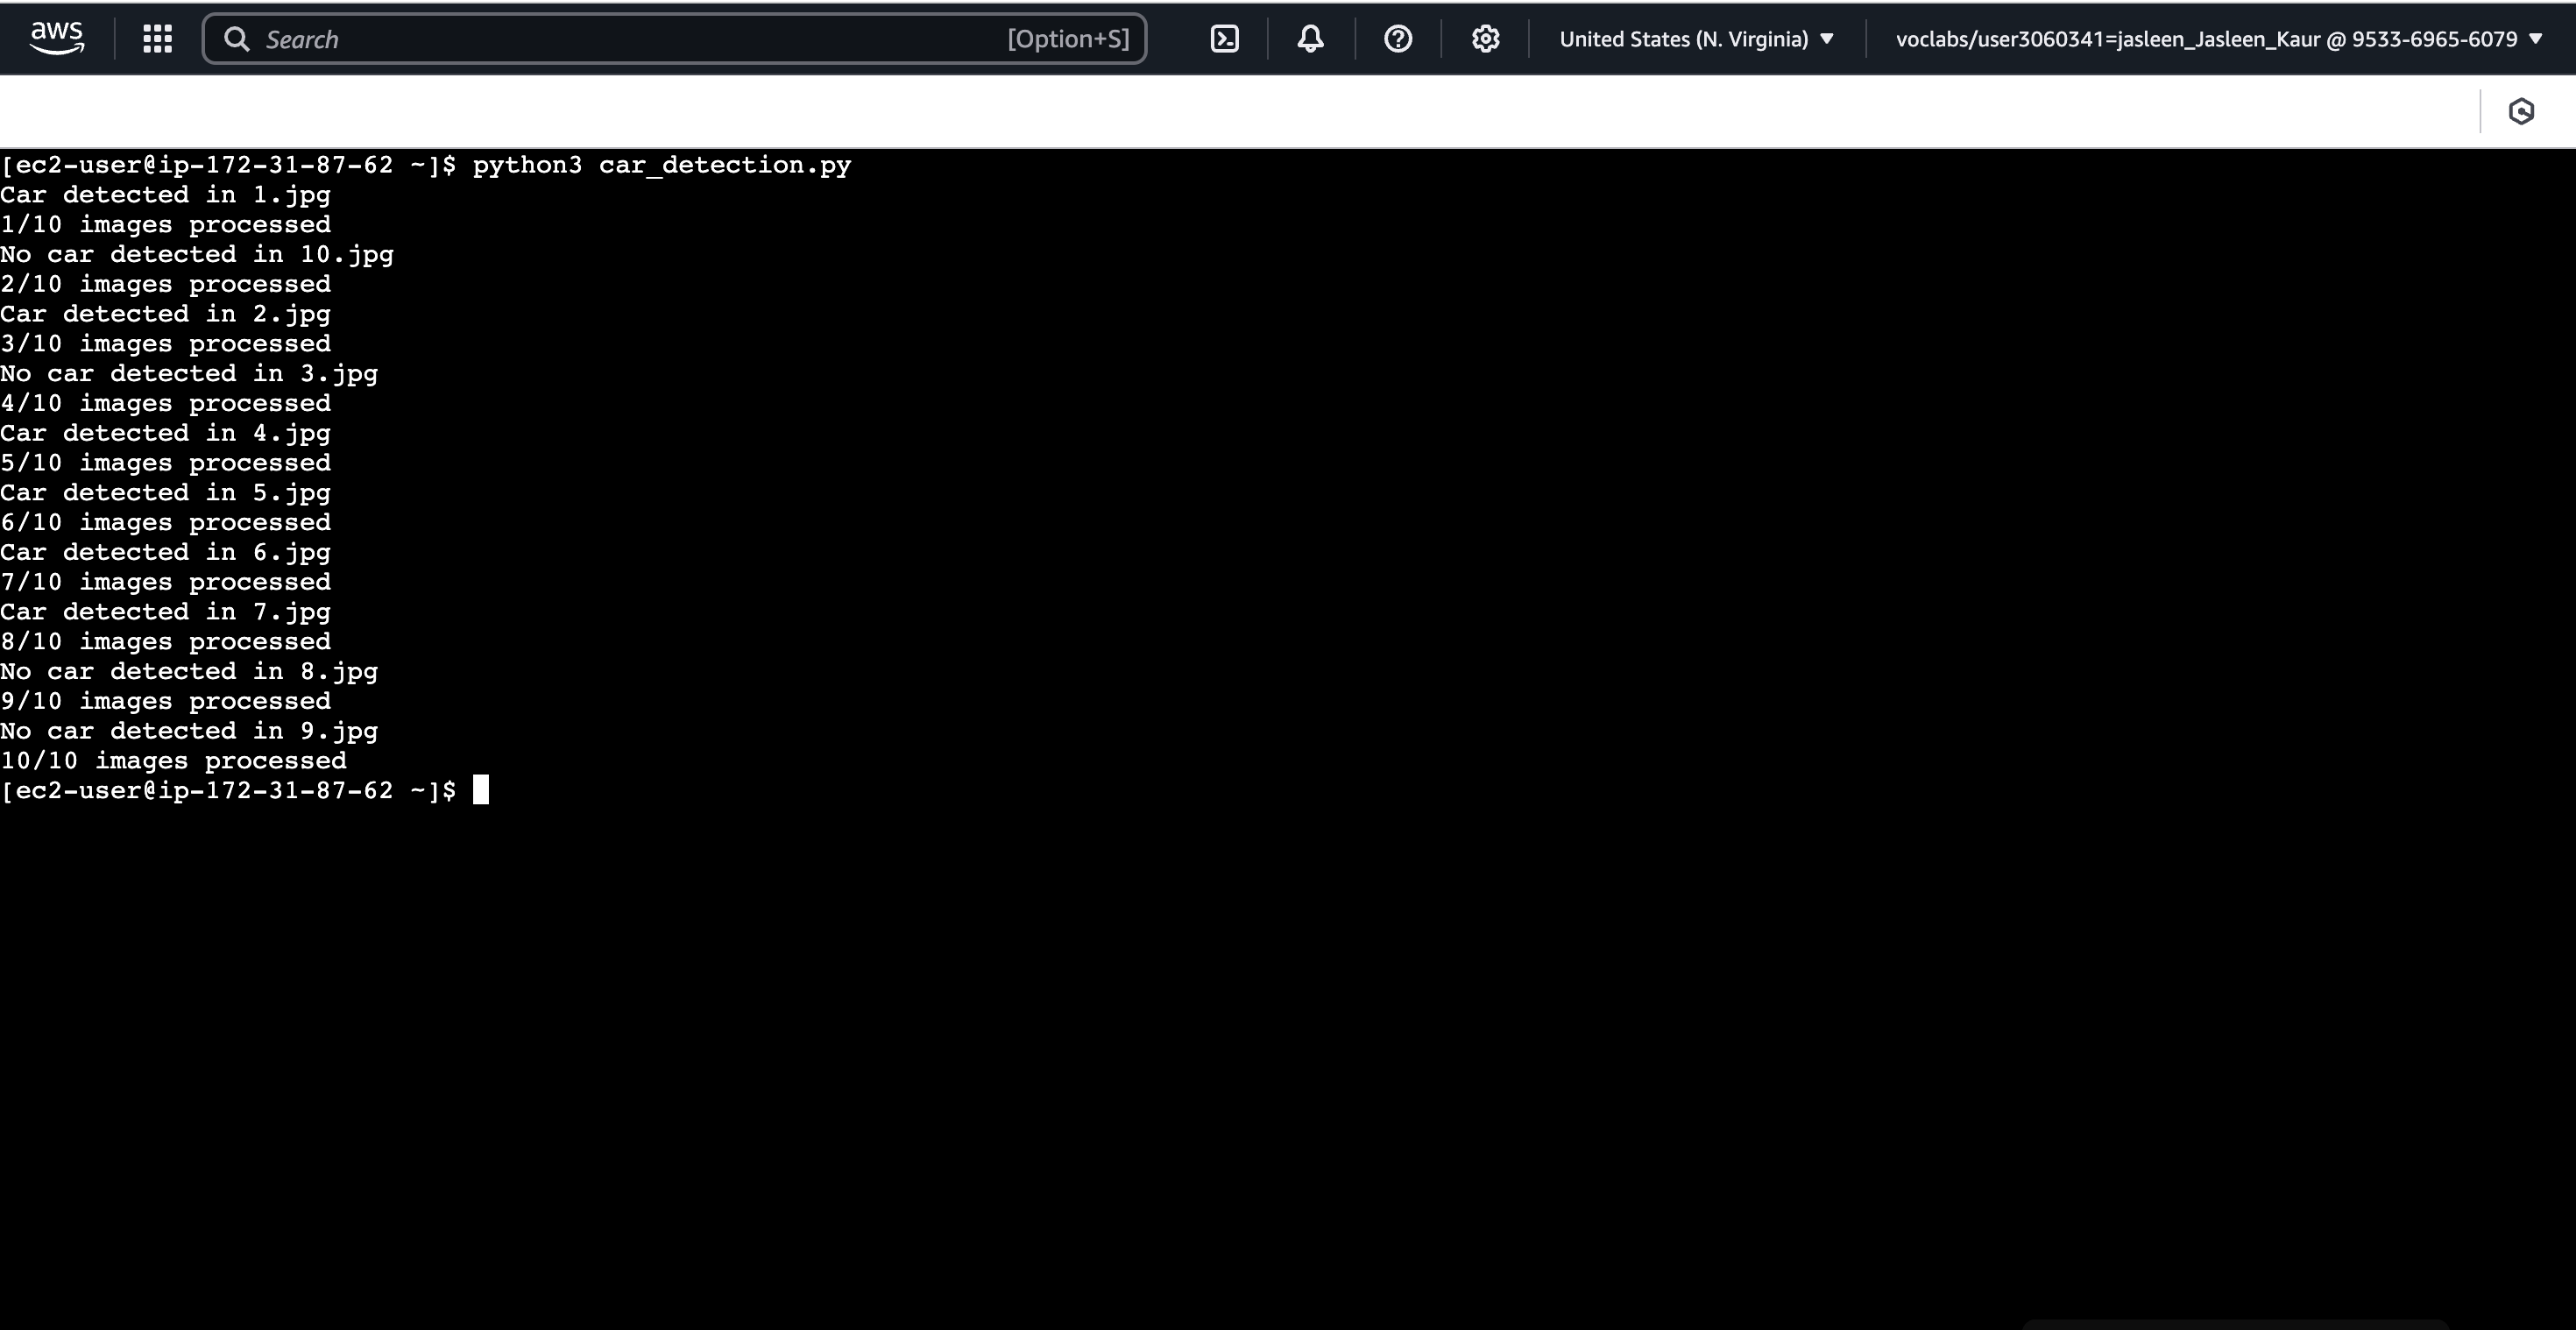 aws
Search [Option+S]
United States (N. Virginia)
voclabs/user3060341=jasleen_Jasleen_Kaur @ 9533-6965-6079
[ec2-user@ip-172-31-87-62 ~]$ python3 car_detection.py
Car detected in 1.jpg
1/10 images processed
No car detected in 10.jpg
2/10 images processed
Car detected in 2.jpg
3/10 images processed
No car detected in 3.jpg
4/10 images processed
Car detected in 4.jpg
5/10 images processed
Car detected in 5.jpg
6/10 images processed
Car detected in 6.jpg
7/10 images processed
Car detected in 7.jpg
8/10 images processed
No car detected in 8.jpg
9/10 images processed
No car detected in 9.jpg
10/10 images processed
[ec2-user@ip-172-31-87-62 ~]$